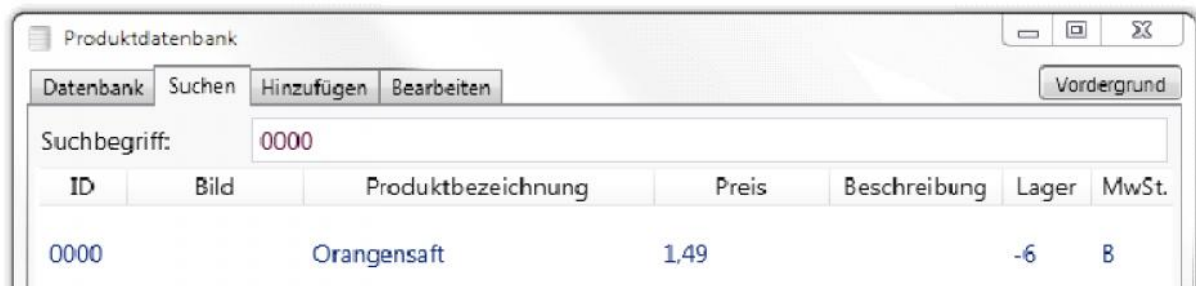 Produktdatenbank
Datenbank Suchen Hinzufügen Bearbeiten Vordergrund
Suchbegriff: 0000
ID Bild Produktbezeichnung Preis Beschreibung Lager MwSt.
0000 Orangensaft 1,49 -6 B